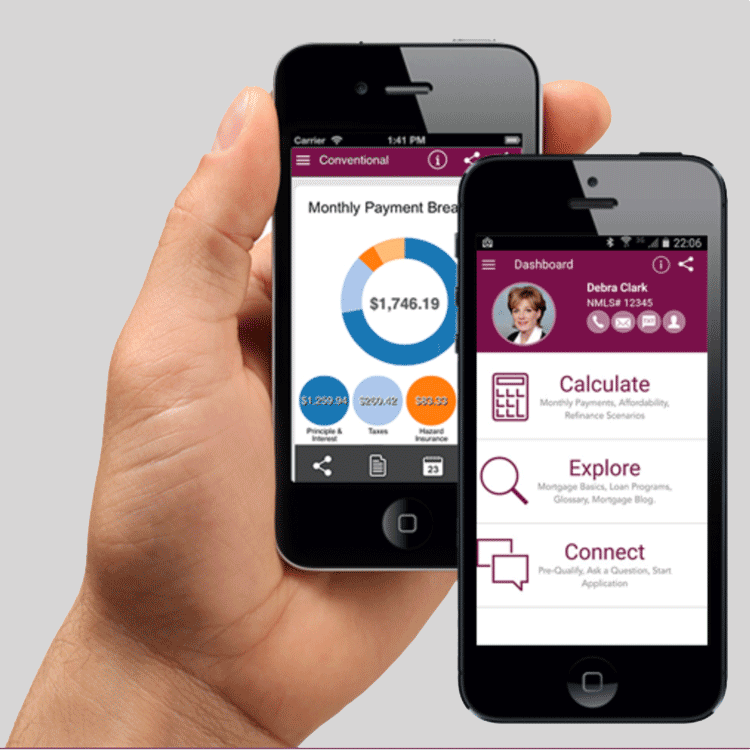 Carrier 1:41 PM
Conventional
Monthly Payment Brea
$1,746.19
$1,259.94 $260.42 $83.33
Principle & Interest
Taxes
Hazard Insurance
23
3G 22:06
Dashboard
Debra Clark
NMLS# 12345
TXT
Calculate
Monthly Payments, Affordability,
Refinance Scenarios
Explore
Mortgage Basics, Loan Programs,
Glossary, Mortgage Blog.
Connect
Pre-Qualify, Ask a Question, Start
Application